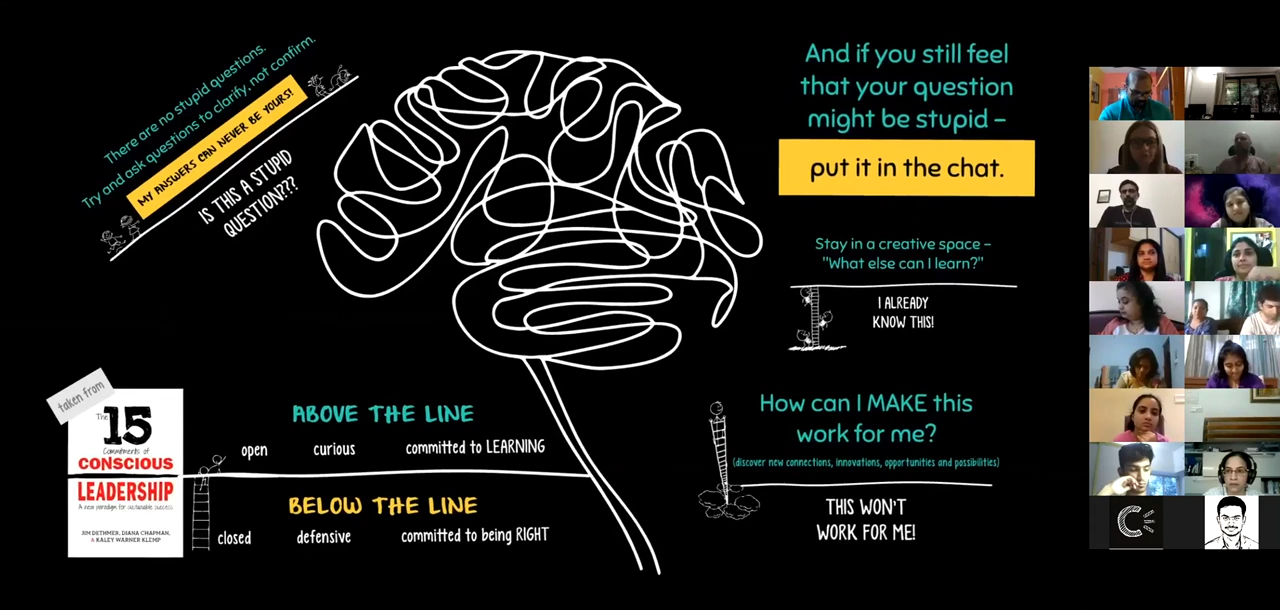 There are no stupid questions.
Try and ask questions to clarify, not confirm.
MY ANSWERS CAN NEVER BE YOURS!
IS THIS A STUPID
QUESTION???
And if you still feel
that your question
might be stupid –
put it in the chat.
Stay in a creative space –
"What else can I learn?"
I ALREADY
KNOW THIS!
taken from
The
15
Commitments of
CONSCIOUS
LEADERSHIP
A new paradigm for sustainable success
JIM DETHMER, DIANA CHAPMAN,
& KALEY WARNER KLEMP
ABOVE THE LINE
open curious committed to LEARNING
BELOW THE LINE
closed defensive committed to being RIGHT
How can I MAKE this
work for me?
(discover new connections, innovations, opportunities and possibilities)
THIS WON'T
WORK FOR ME!